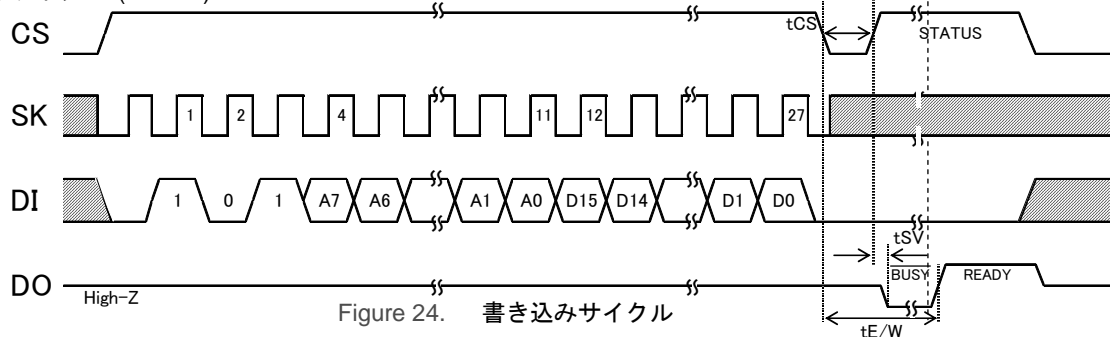 CS
tCS
STATUS
SK
1 2 4 11 12 27
DI
1 0 1 A7 A6 A1 A0 D15 D14 D1 D0
tSV
DO
High-Z
BUSY READY
Figure 24. 書き込みサイクル
tE/W